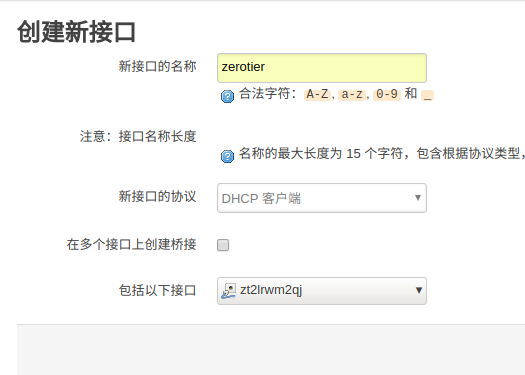 创建新接口
新接口的名称 zerotier
合法字符： A-Z, a-z, 0-9 和 _
注意：接口名称长度
名称的最大长度为 15 个字符，包含根据协议类型，
新接口的协议 DHCP 客户端
在多个接口上创建桥接
包括以下接口 zt2lrwm2qj